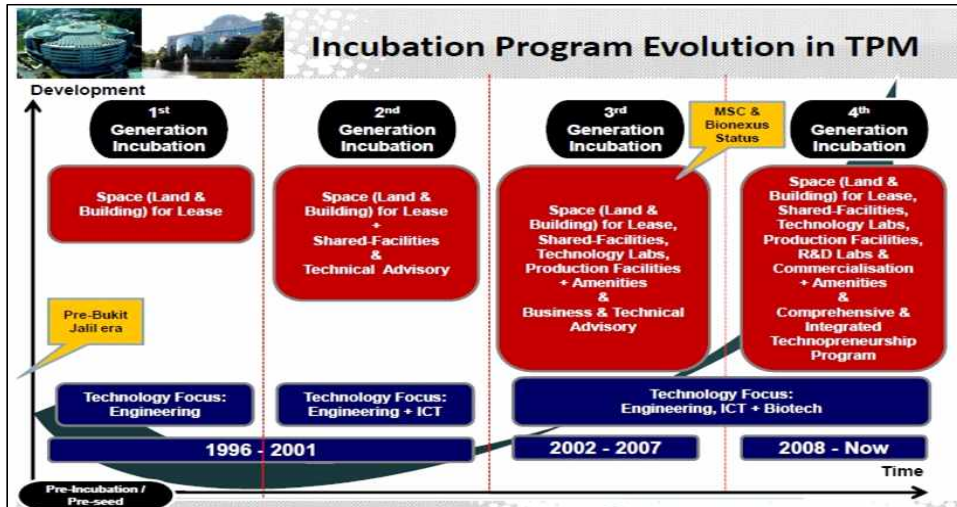 Incubation Program Evolution in TPM
Development
1st
Generation
Incubation
2nd
Generation
Incubation
3rd
Generation
Incubation
MSC &
Bionexus
Status
4th
Generation
Incubation
Space (Land &
Building) for Lease
Space (Land &
Building) for Lease
+
Shared-Facilities
&
Technical Advisory
Space (Land &
Building) for Lease,
Shared-Facilities,
Technology Labs,
Production Facilities
+ Amenities
&
Business & Technical
Advisory
Space (Land &
Building) for Lease,
Shared-Facilities,
Technology Labs,
Production Facilities,
R&D Labs &
Commercialisation
+ Amenities
&
Comprehensive &
Integrated
Technopreneurship
Program
Pre-Bukit
Jalil era
Technology Focus:
Engineering
Technology Focus:
Engineering + ICT
Technology Focus:
Engineering, ICT + Biotech
1996 - 2001
2002 - 2007
2008 - Now
Time
Pre-Incubation /
Pre-seed